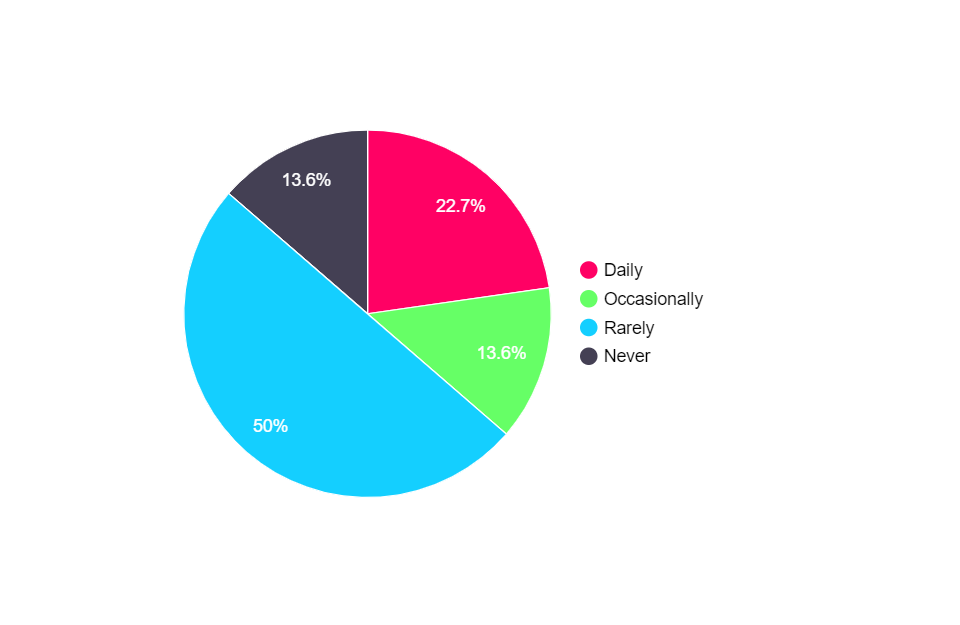 13.6%
22.7%
13.6%
50%
Daily
Occasionally
Rarely
Never